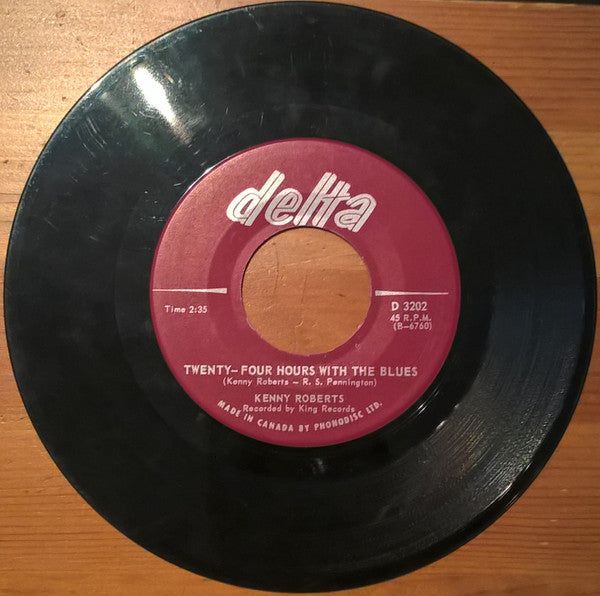 delta
Time 2:35
D 3202
45 R.P.M.
(B-6760)
TWENTY-FOUR HOURS WITH THE BLUES
(Kenny Roberts - R. S. Pennington)
KENNY ROBERTS
Recorded by King Records
MADE IN CANADA BY PHONODISC LTD.